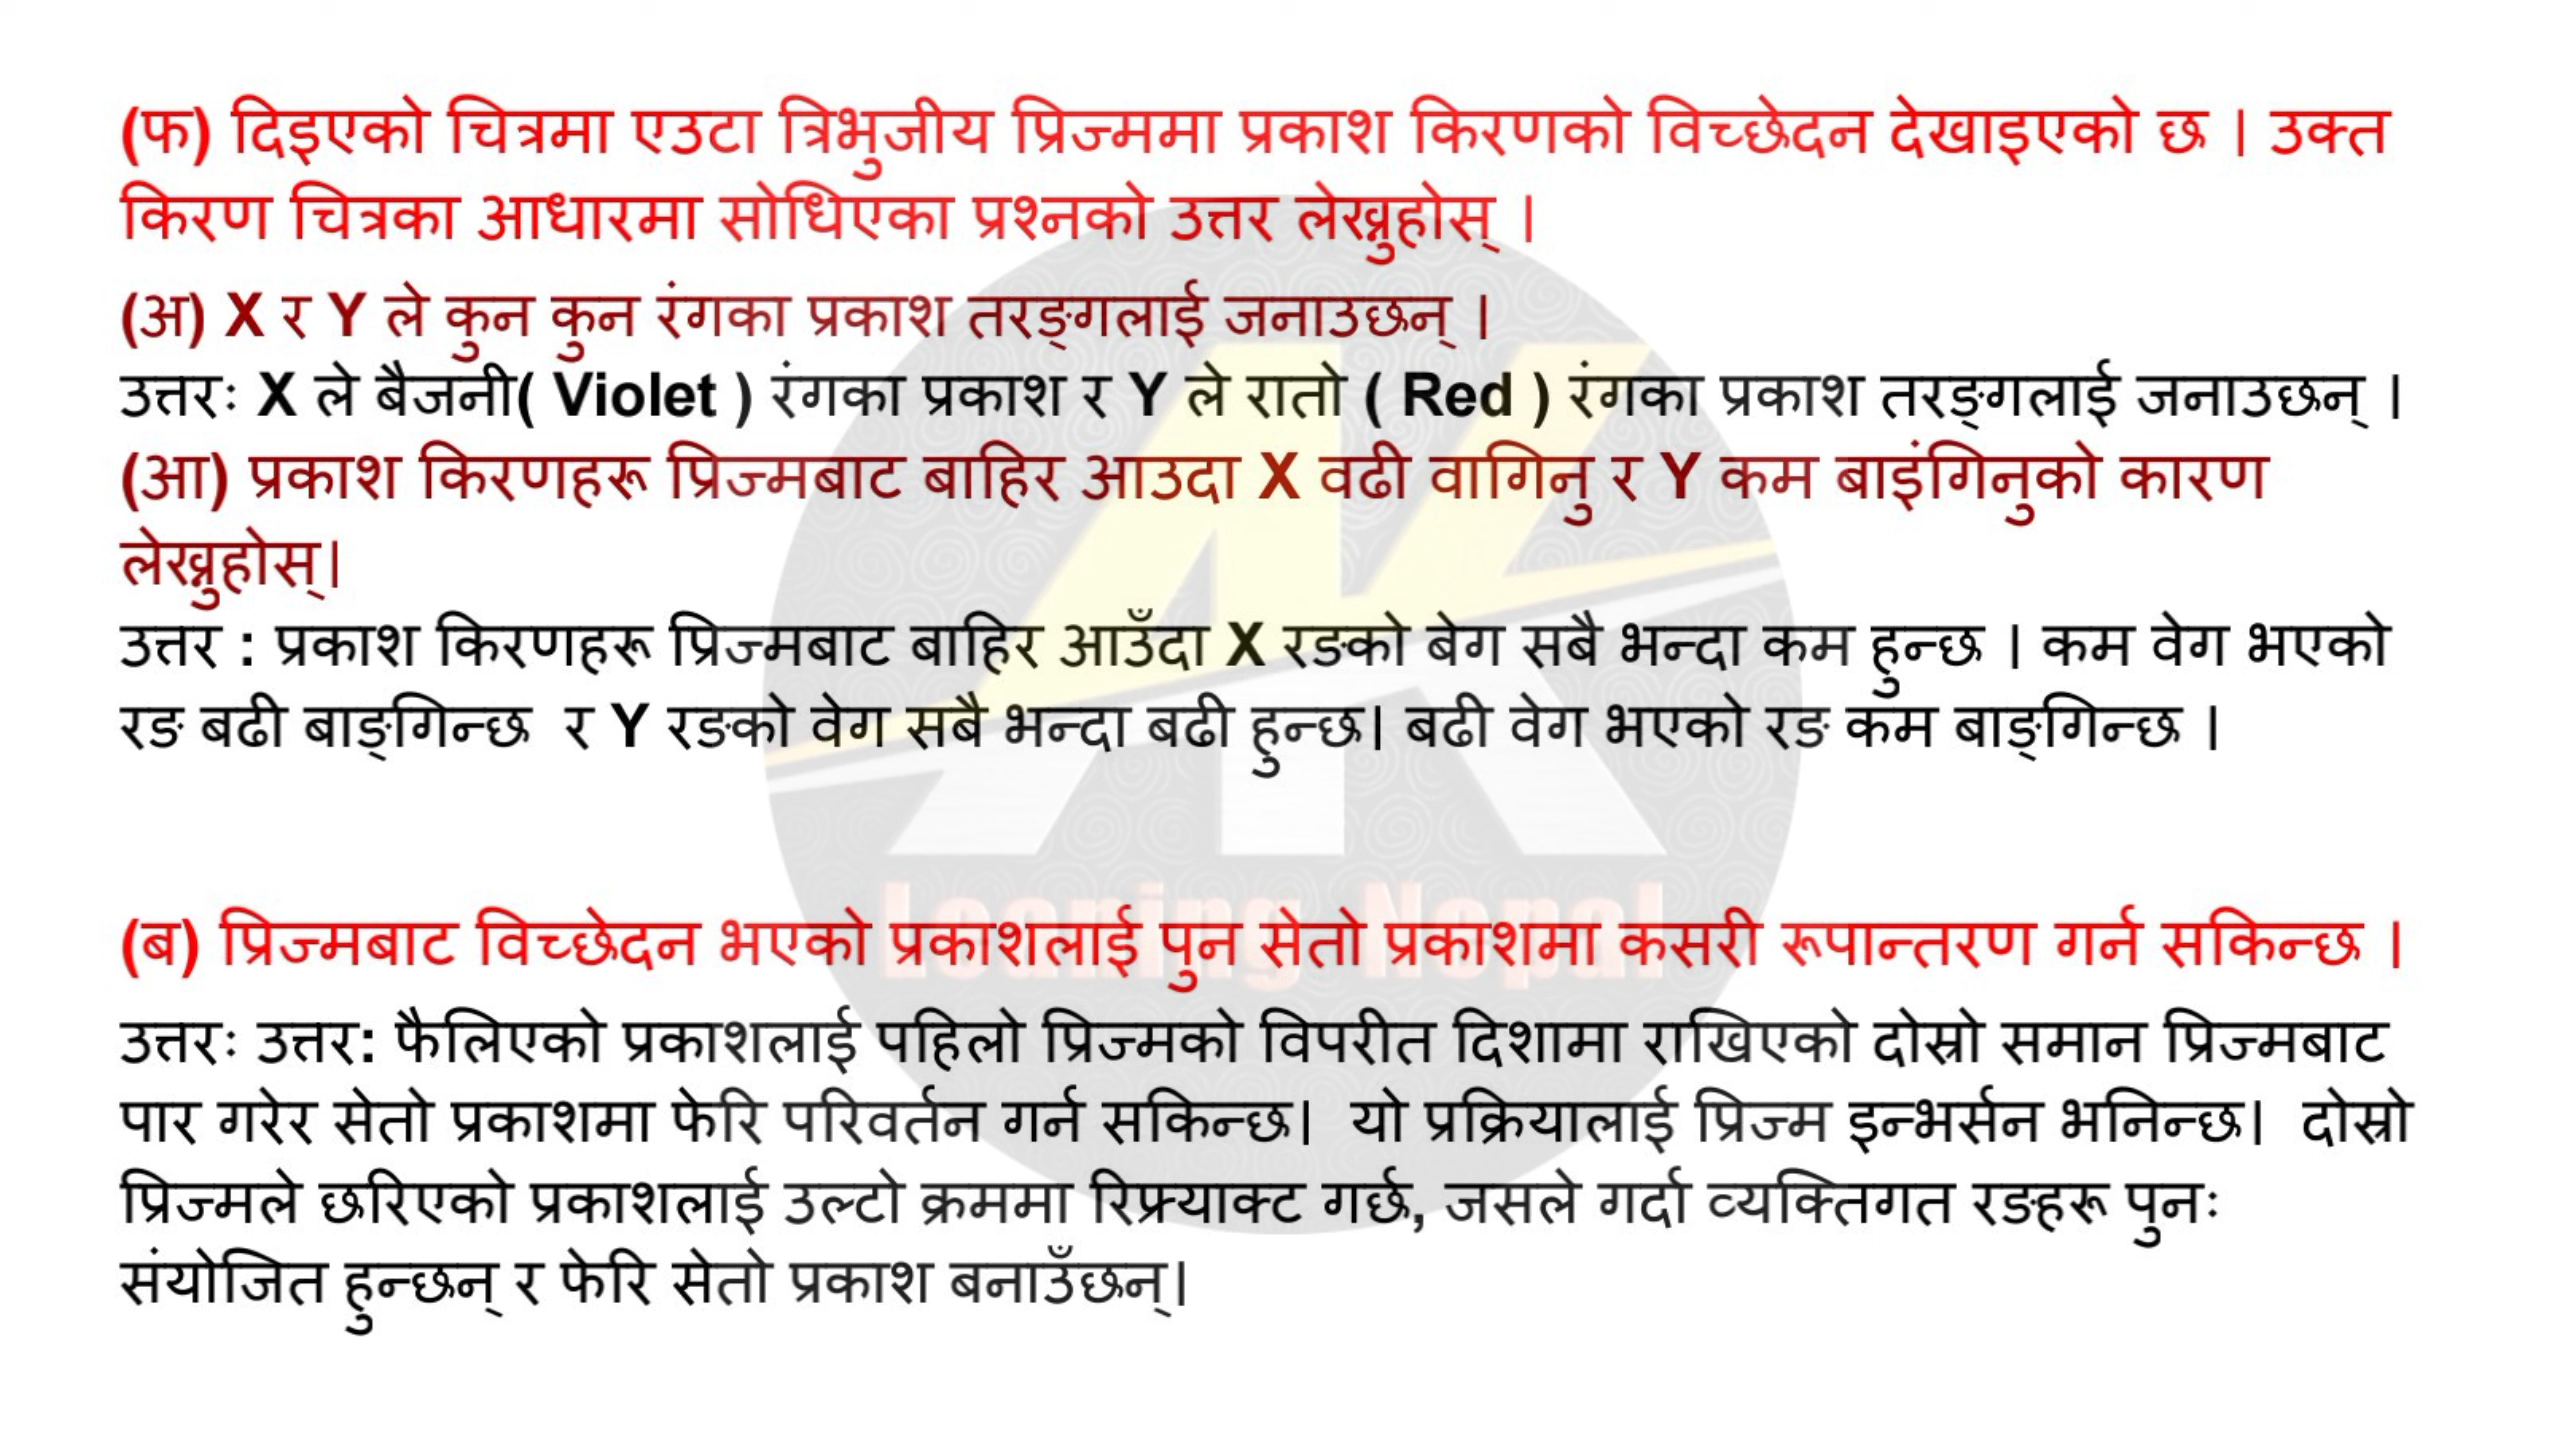 (फ) दिइएको चित्रमा एउटा त्रिभुजीय प्रिज्ममा प्रकाश किरणको विच्छेदन देखाइएको छ । उक्त
किरण चित्रका आधारमा सोधिएका प्रश्नको उत्तर लेख्नुहोस् ।
(अ) X र Y ले कुन कुन रंगका प्रकाश तरङ्गलाई जनाउछन् ।
उत्तरः X ले बैजनी( Violet ) रंगका प्रकाश र Y ले रातो ( Red ) रंगका प्रकाश तरङ्गलाई जनाउछन् ।
(आ) प्रकाश किरणहरू प्रिज्मबाट बाहिर आउदा X वढी वागिनु र Y कम बाइंगिनुको कारण
लेख्नुहोस्।
उत्तर : प्रकाश किरणहरू प्रिज्मबाट बाहिर आउँदा X रङको बेग सबै भन्दा कम हुन्छ । कम वेग भएको
रङ बढी बाङ्गिन्छ र Y रङको वेग सबै भन्दा बढी हुन्छ। बढी वेग भएको रङ कम बाङ्गिन्छ ।
Leaning Nepal
(ब) प्रिज्मबाट विच्छेदन भएको प्रकाशलाई पुन सेतो प्रकाशमा कसरी रूपान्तरण गर्न सकिन्छ ।
उत्तरः उत्तर: फैलिएको प्रकाशलाई पहिलो प्रिज्मको विपरीत दिशामा राखिएको दोस्रो समान प्रिज्मबाट
पार गरेर सेतो प्रकाशमा फेरि परिवर्तन गर्न सकिन्छ। यो प्रक्रियालाई प्रिज्म इन्भर्सन भनिन्छ। दोस्रो
प्रिज्मले छरिएको प्रकाशलाई उल्टो क्रममा रिफ्र्याक्ट गर्छ, जसले गर्दा व्यक्तिगत रङहरू पुनः
संयोजित हुन्छन् र फेरि सेतो प्रकाश बनाउँछन्।